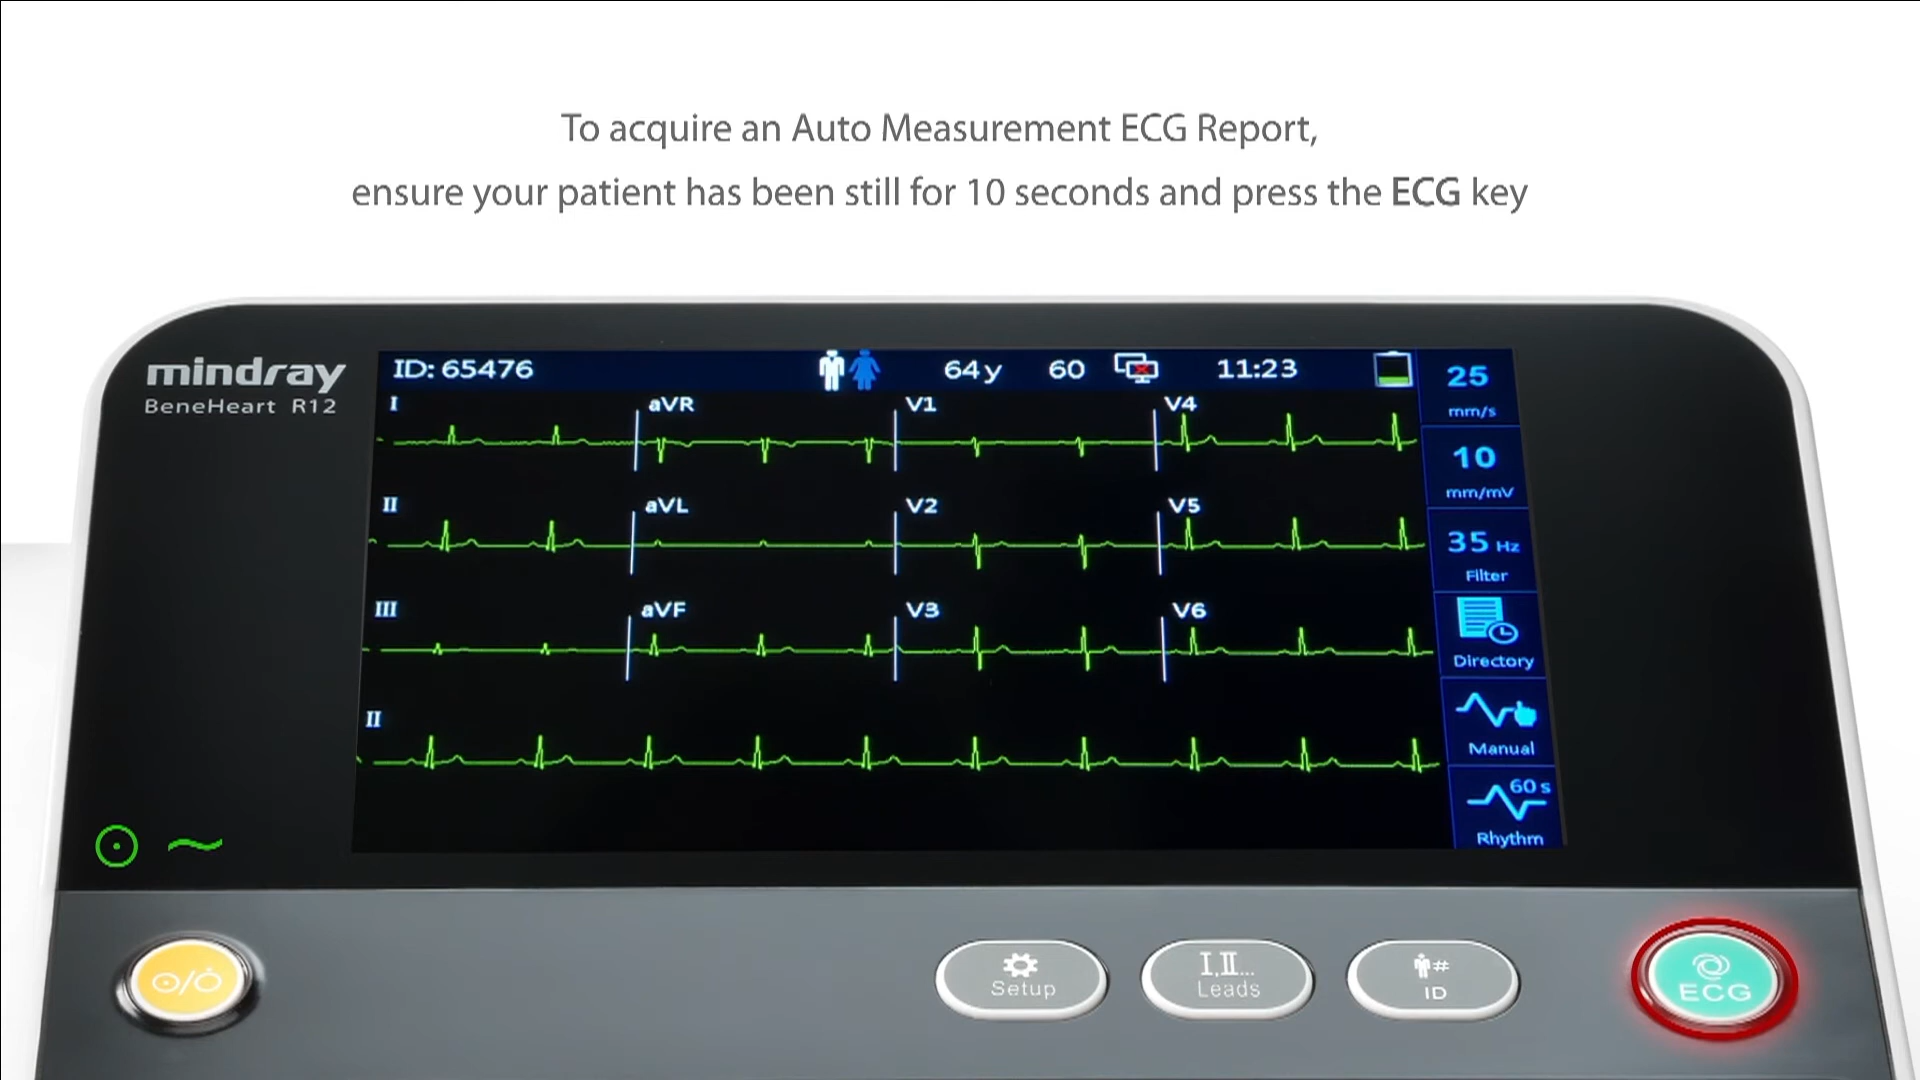 To acquire an Auto Measurement ECG Report,
ensure your patient has been still for 10 seconds and press the ECG key
mindray
BeneHeart R12
ID: 65476
64y
60
11:23
25
mm/s
I
aVR
V1
V4
10
mm/mV
II
aVL
V2
V5
35 Hz
Filter
III
aVF
V3
V6
Directory
II
Manual
60 s
Rhythm
Setup
I,II...
Leads
#
ID
ECG